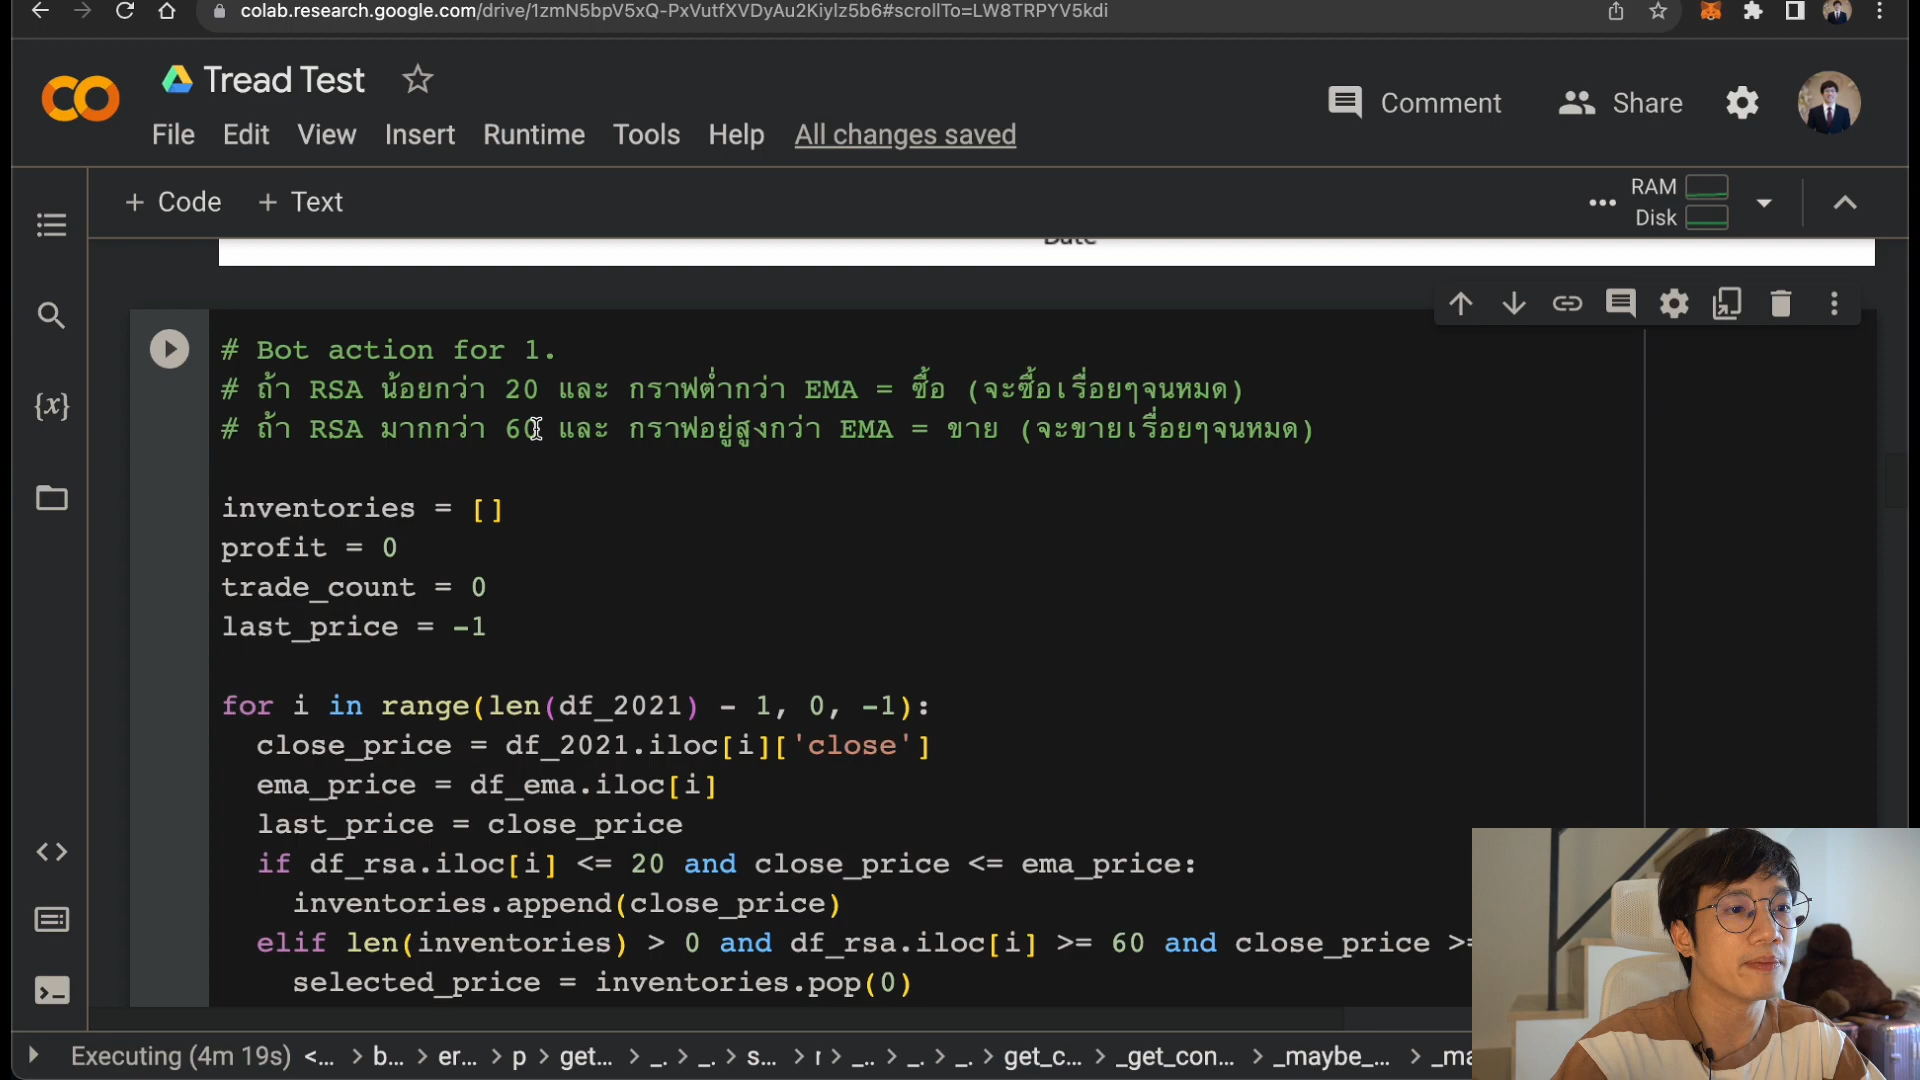 colab.research.google.com/drive/1zmN5bpV5xQ-PxVutfXVDyAu2Kiylz5b6#scrollTo=LW8TRPYV5kdi
Tread Test
Comment Share
File Edit View Insert Runtime Tools Help All changes saved
+ Code + Text
RAM
Disk
Date
# Bot action for 1.
# ถ้า RSA น้อยกว่า 20 และ กราฟต่ำกว่า EMA = ซื้อ (จะซื้อเรื่อยๆจนหมด)
# ถ้า RSA มากกว่า 60 และ กราฟอยู่สูงกว่า EMA = ขาย (จะขายเรื่อยๆจนหมด)
inventories = []
profit = 0
trade_count = 0
last_price = -1
for i in range(len(df_2021) - 1, 0, -1):
close_price = df_2021.iloc[i]['close']
ema_price = df_ema.iloc[i]
last_price = close_price
if df_rsa.iloc[i] <= 20 and close_price <= ema_price:
inventories.append(close_price)
elif len(inventories) > 0 and df_rsa.iloc[i] >= 60 and close_price >=
selected_price = inventories.pop(0)
Executing (4m 19s) <... > b... > er... > p > get... > _. > _. > s... > r > _.. > _. > _. > get_c... > _get_con... > _maybe_... > _ma